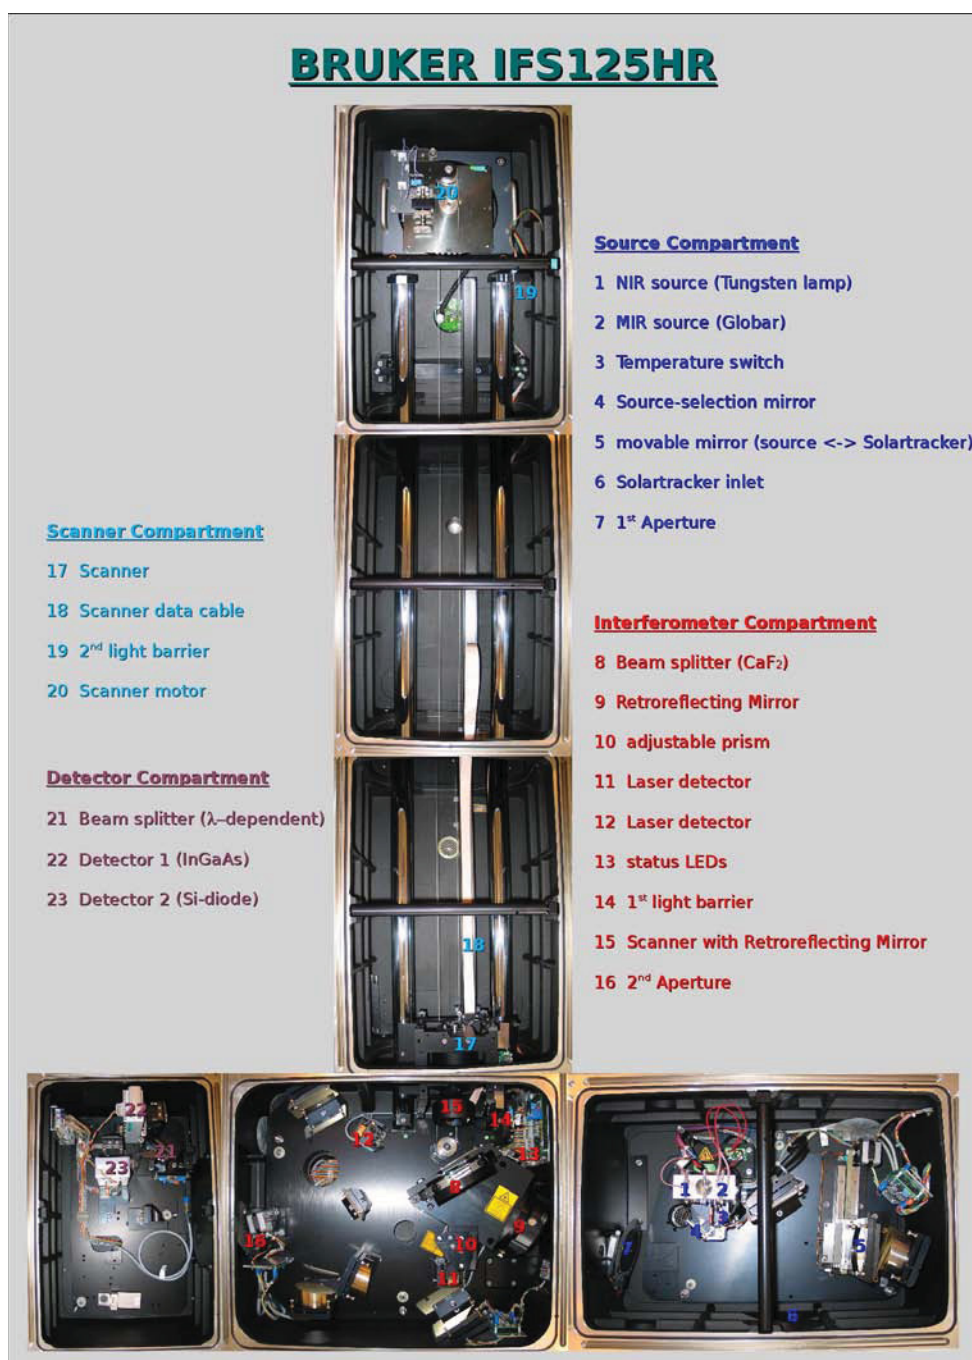 BRUKER IFS125HR
Source Compartment
1 NIR source (Tungsten lamp)
2 MIR source (Globar)
3 Temperature switch
4 Source-selection mirror
5 movable mirror (source <-> Solartracker)
6 Solartracker inlet
7 1st Aperture
Scanner Compartment
17 Scanner
18 Scanner data cable
19 2nd light barrier
20 Scanner motor
Interferometer Compartment
8 Beam splitter (CaF2)
9 Retroreflecting Mirror
10 adjustable prism
11 Laser detector
12 Laser detector
13 status LEDs
14 1st light barrier
15 Scanner with Retroreflecting Mirror
16 2nd Aperture
Detector Compartment
21 Beam splitter (λ–dependent)
22 Detector 1 (InGaAs)
23 Detector 2 (Si-diode)
20
19
18
17
22
21
23
15
14
12
13
8
9
16
10
11
1 2
3
4
7
5
6